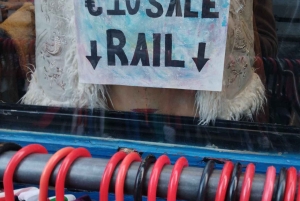 €10 SALE
↓ RAIL ↓